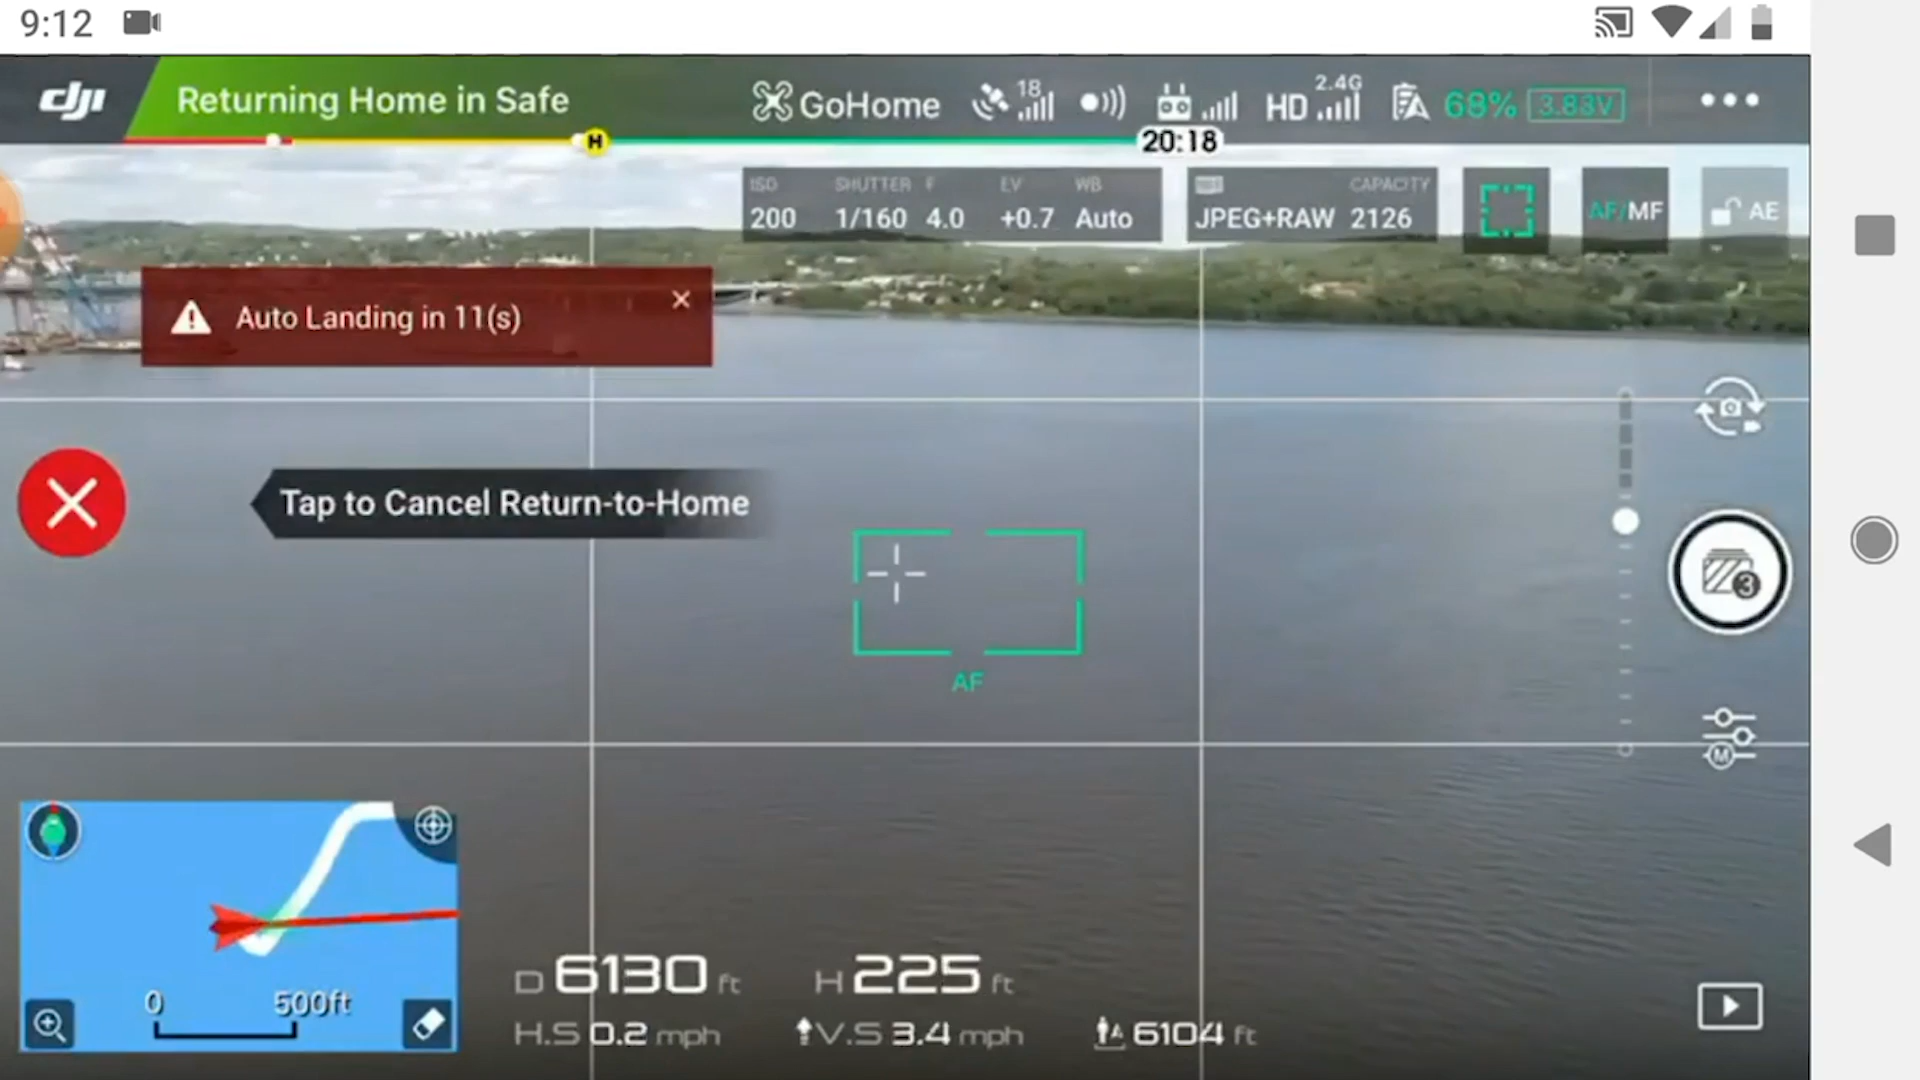 9:12
dji
Returning Home in Safe
GoHome
18
HD
2.4G
68%
3.83V
H
20:18
ISO SHUTTER F EV WB
200 1/160 4.0 +0.7 Auto
CAPACITY
JPEG+RAW 2126
AF/MF
AE
Auto Landing in 11(s)
Tap to Cancel Return-to-Home
3
AF
M
D 6130 ft H 225 ft
H.S 0.2 mph V.S 3.4 mph 6104 ft
0 500ft